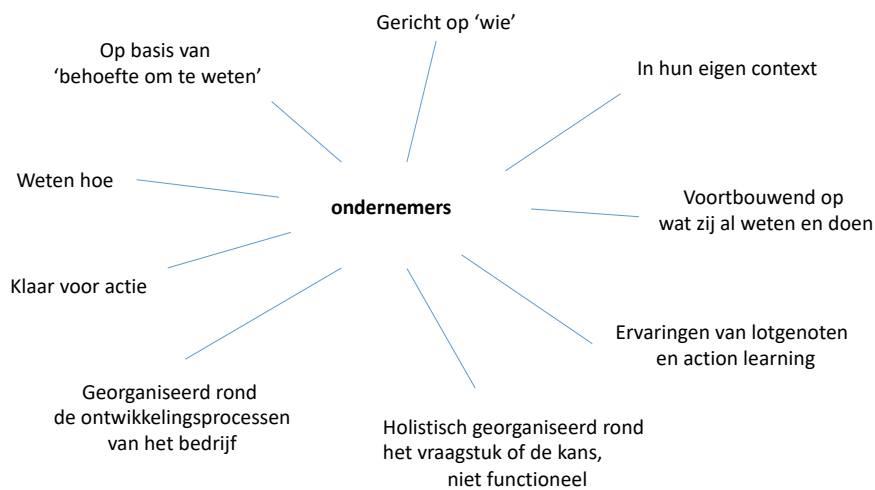 Gericht op ‘wie’
Op basis van
‘behoefte om te weten’
In hun eigen context
Weten hoe
ondernemers
Voortbouwend op
wat zij al weten en doen
Klaar voor actie
Ervaringen van lotgenoten
en action learning
Georganiseerd rond
de ontwikkelingsprocessen
van het bedrijf
Holistisch georganiseerd rond
het vraagstuk of de kans,
niet functioneel